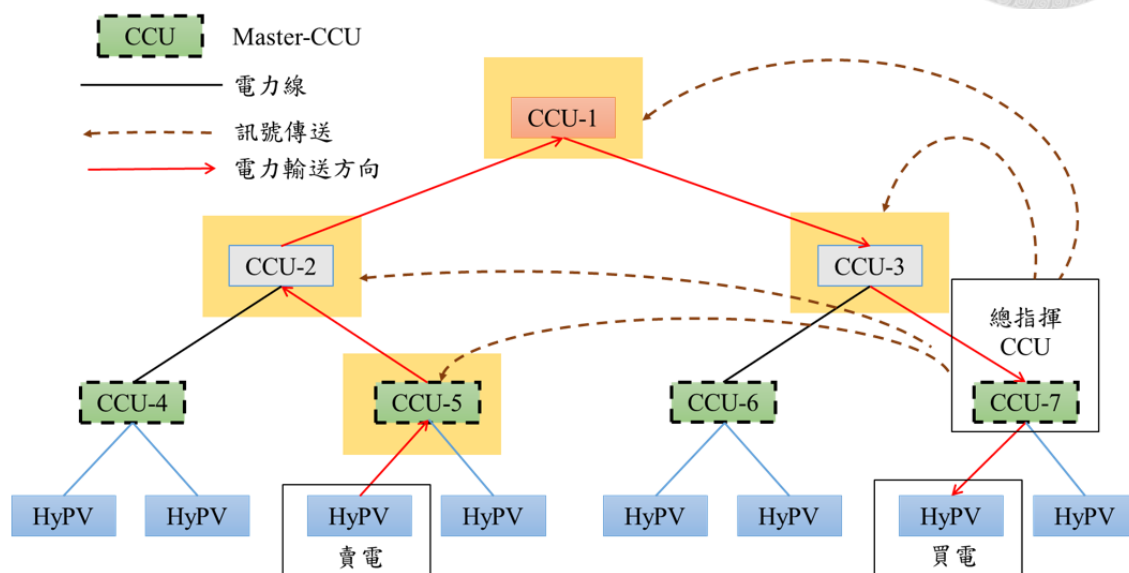 CCU
Master-CCU
電力線
訊號傳送
電力輸送方向
CCU-1
CCU-2
CCU-3
總指揮
CCU
CCU-4
CCU-5
CCU-6
CCU-7
HyPV
HyPV
HyPV
HyPV
HyPV
HyPV
HyPV
HyPV
賣電
買電